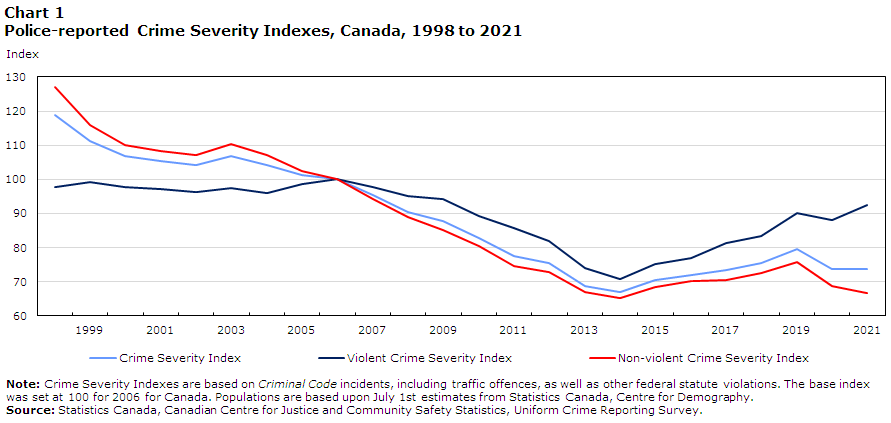 Chart 1
Police-reported Crime Severity Indexes, Canada, 1998 to 2021
Index
130
120
110
100
90
80
70
60
1999 2001 2003 2005 2007 2009 2011 2013 2015 2017 2019 2021
Crime Severity Index Violent Crime Severity Index Non-violent Crime Severity Index
Note: Crime Severity Indexes are based on Criminal Code incidents, including traffic offences, as well as other federal statute violations. The base index
was set at 100 for 2006 for Canada. Populations are based upon July 1st estimates from Statistics Canada, Centre for Demography.
Source: Statistics Canada, Canadian Centre for Justice and Community Safety Statistics, Uniform Crime Reporting Survey.